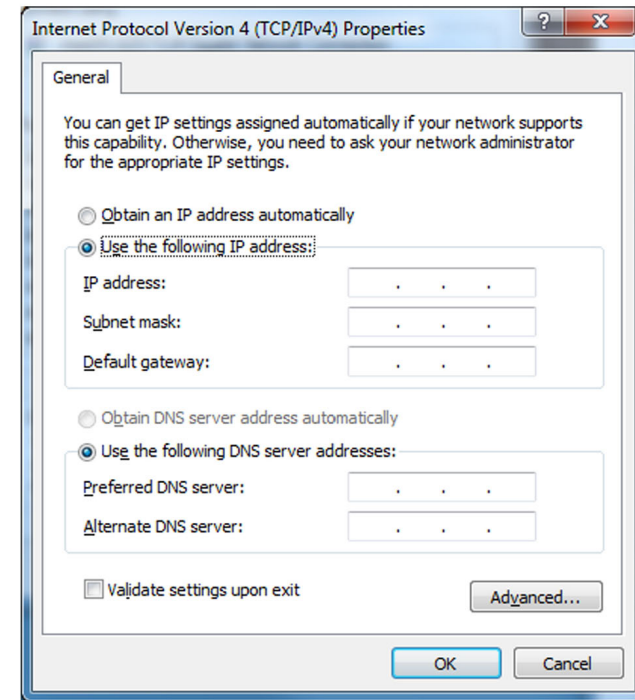 Internet Protocol Version 4 (TCP/IPv4) Properties
General
You can get IP settings assigned automatically if your network supports
this capability. Otherwise, you need to ask your network administrator
for the appropriate IP settings.
Obtain an IP address automatically
Use the following IP address:
IP address:
. . .
Subnet mask:
. . .
Default gateway:
. . .
Obtain DNS server address automatically
Use the following DNS server addresses:
Preferred DNS server:
. . .
Alternate DNS server:
. . .
Validate settings upon exit
Advanced...
OK
Cancel